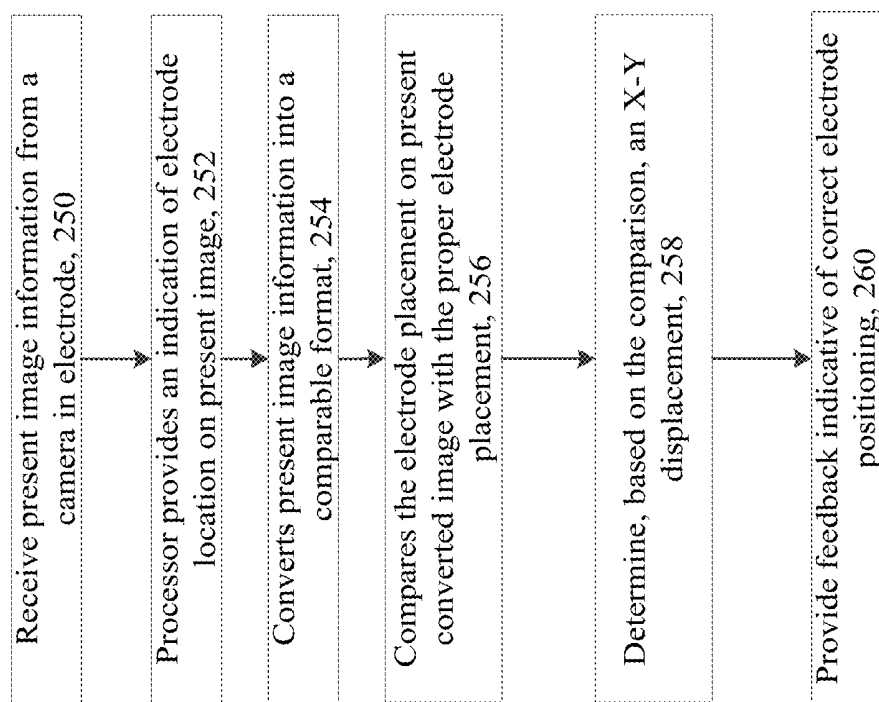 Receive present image information from a
camera in electrode, 250
Processor provides an indication of electrode
location on present image, 252
Converts present image information into a
comparable format, 254
Compares the electrode placement on present
converted image with the proper electrode
placement, 256
Determine, based on the comparison, an X-Y
displacement, 258
Provide feedback indicative of correct electrode
positioning, 260